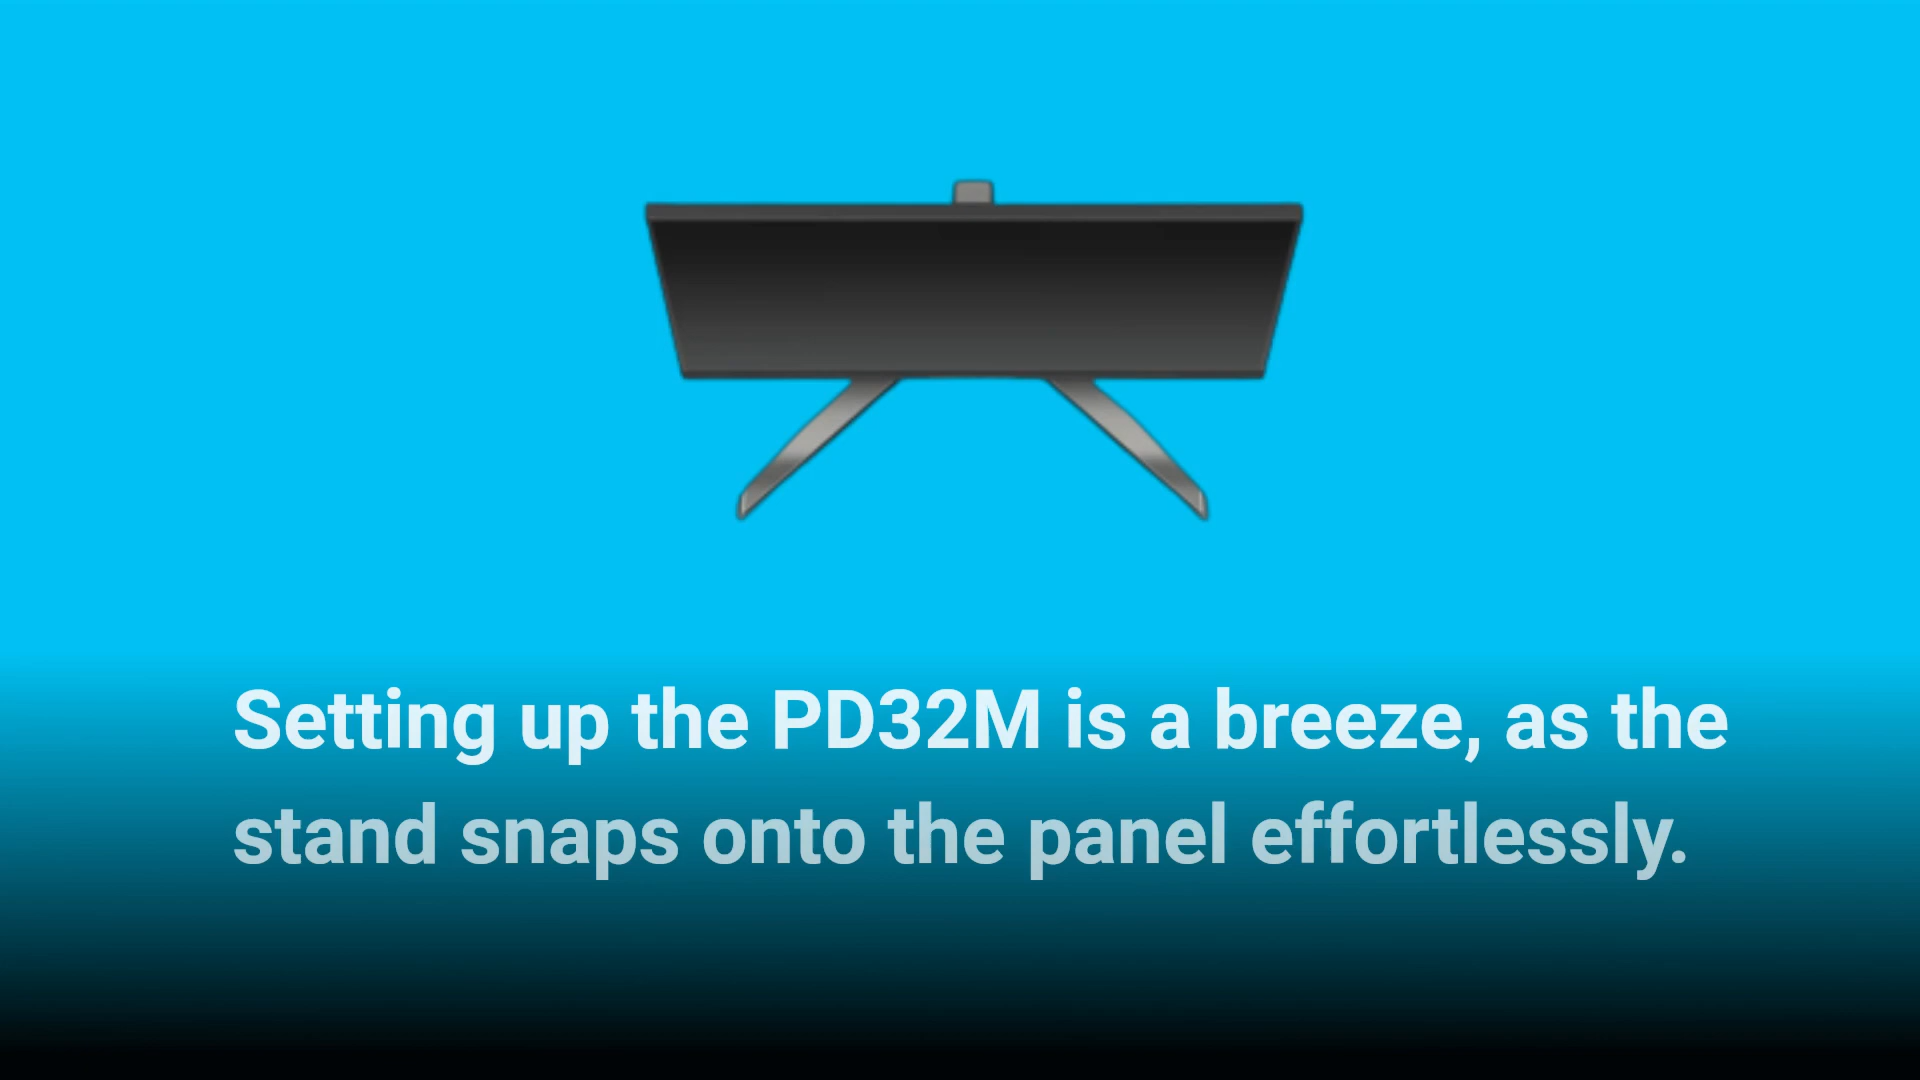 Setting up the PD32M is a breeze, as the
stand snaps onto the panel effortlessly.